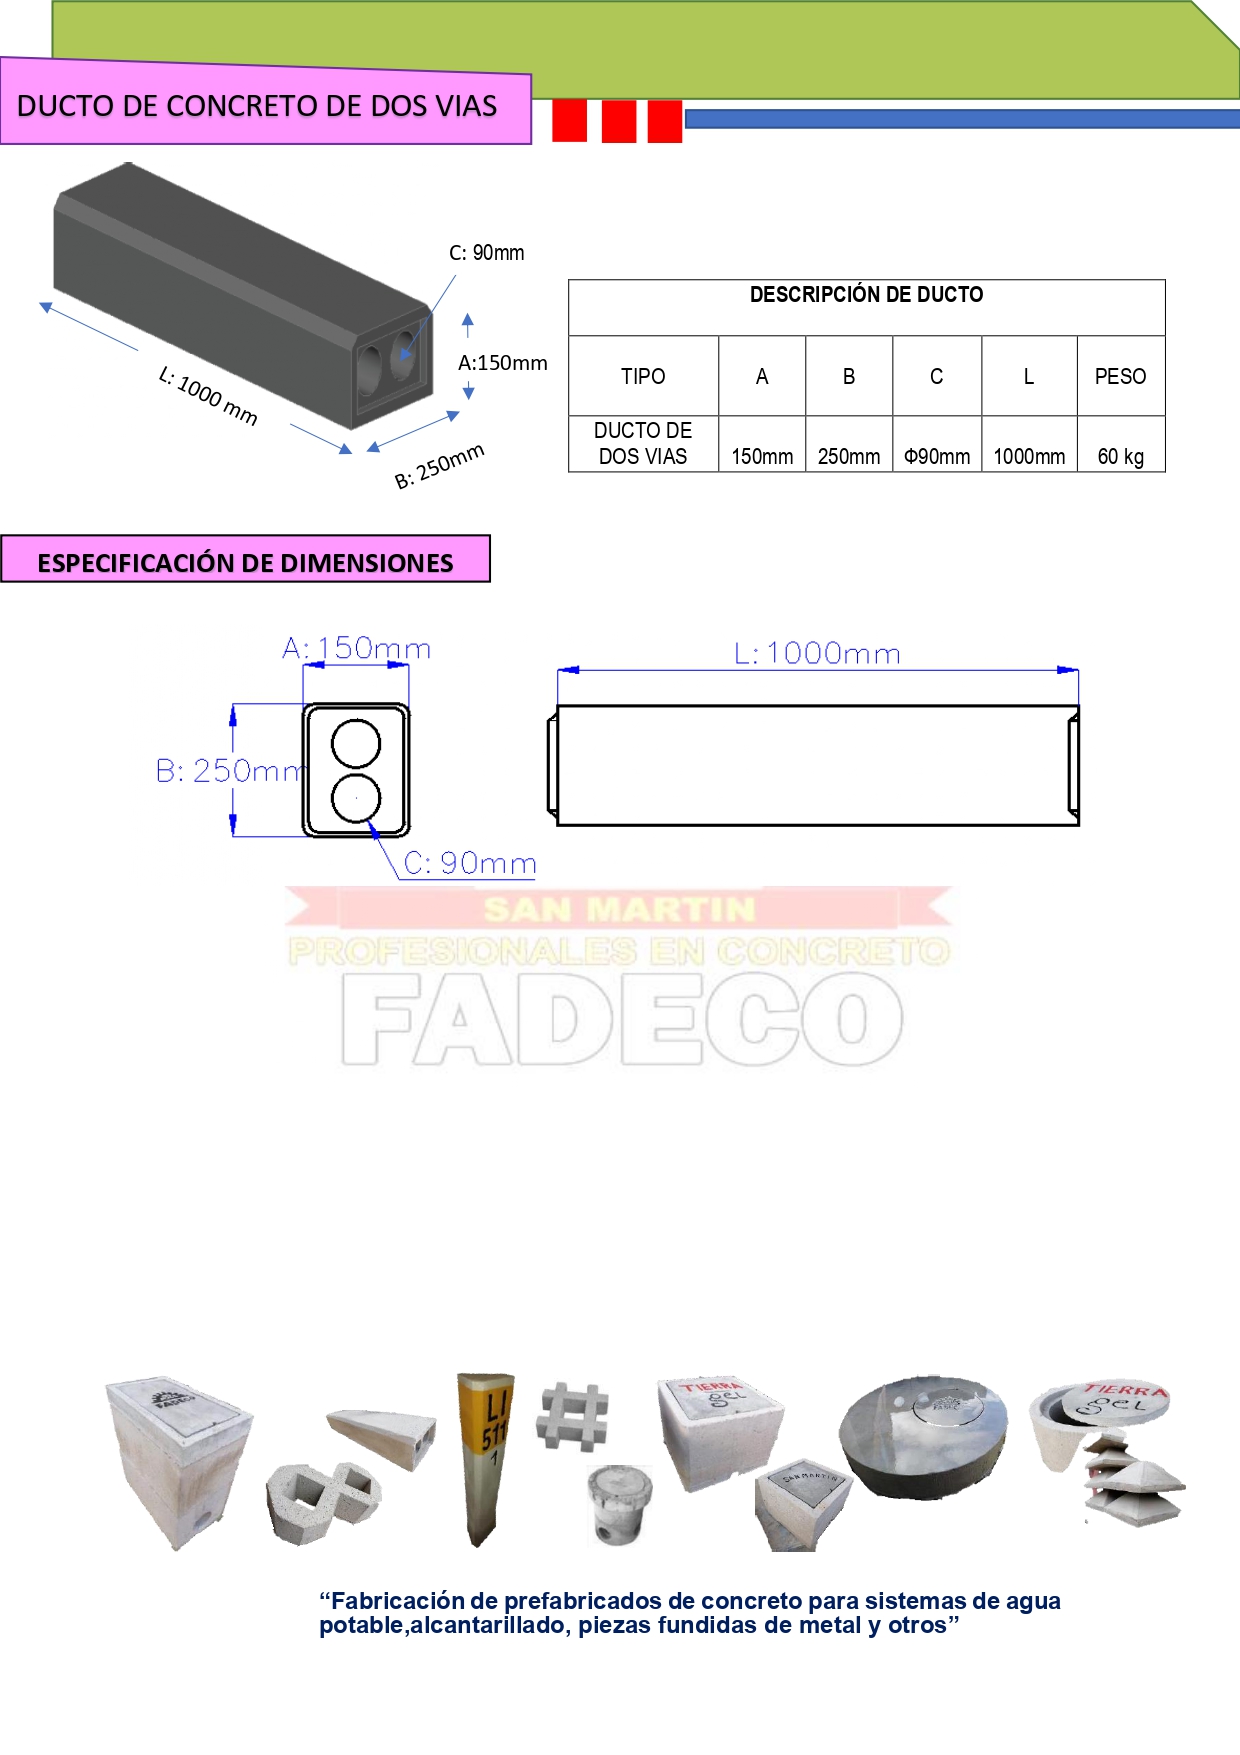 DUCTO DE CONCRETO DE DOS VIAS
C: 90mm
A:150mm
L: 1000 mm
B: 250mm
DESCRIPCIÓN DE DUCTO
TIPO A B C L PESO
DUCTO DE
DOS VIAS 150mm 250mm Φ90mm 1000mm 60 kg
ESPECIFICACIÓN DE DIMENSIONES
A: 150mm
L: 1000mm
B: 250mm
C: 90mm
SAN MARTIN
PROFESIONALES EN CONCRETO
FADECO
FADECO
LI
511
1
TIERRA
gel
SAN MARTIN
TIERRA
gel
“Fabricación de prefabricados de concreto para sistemas de agua
potable,alcantarillado, piezas fundidas de metal y otros”